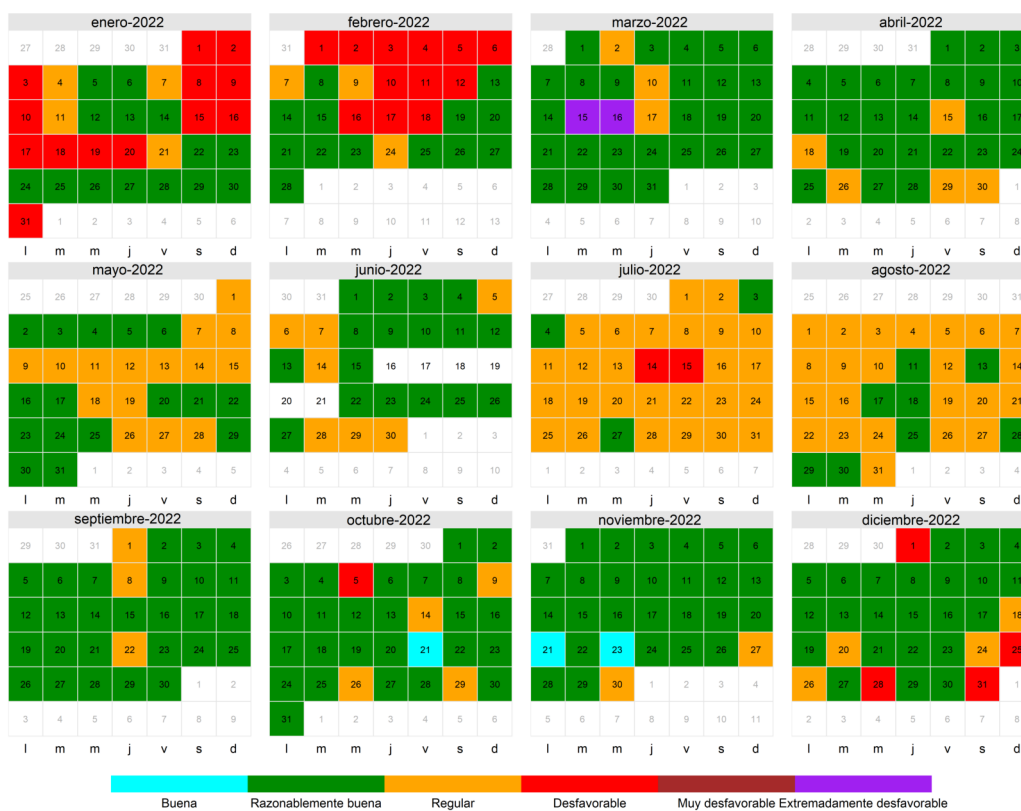 enero-2022 febrero-2022 marzo-2022 abril-2022
27 28 29 30 31 1 2 31 1 2 3 4 5 6 28 1 2 3 4 5 6 28 29 30 31 1 2 3
3 4 5 6 7 8 9 7 8 9 10 11 12 13 7 8 9 10 11 12 13 4 5 6 7 8 9 10
10 11 12 13 14 15 16 14 15 16 17 18 19 20 14 15 16 17 18 19 20 11 12 13 14 15 16 17
17 18 19 20 21 22 23 21 22 23 24 25 26 27 21 22 23 24 25 26 27 18 19 20 21 22 23 24
24 25 26 27 28 29 30 28 1 2 3 4 5 6 28 29 30 31 1 2 3 25 26 27 28 29 30 1
31 1 2 3 4 5 6 7 8 9 10 11 12 13 4 5 6 7 8 9 10 2 3 4 5 6 7 8
l m m j v s d l m m j v s d l m m j v s d l m m j v s d
mayo-2022 junio-2022 julio-2022 agosto-2022
25 26 27 28 29 30 1 30 31 1 2 3 4 5 27 28 29 30 1 2 3 1 2 3 4 5 6 7
2 3 4 5 6 7 8 6 7 8 9 10 11 12 4 5 6 7 8 9 10 8 9 10 11 12 13 14
9 10 11 12 13 14 15 13 14 15 16 17 18 19 11 12 13 14 15 16 17 15 16 17 18 19 20 21
16 17 18 19 20 21 22 20 21 22 23 24 25 26 18 19 20 21 22 23 24 22 23 24 25 26 27 28
23 24 25 26 27 28 29 27 28 29 30 1 2 3 25 26 27 28 29 30 31 29 30 31 1 2 3 4
30 31 1 2 3 4 5 4 5 6 7 8 9 10 1 2 3 4 5 6 7
l m m j v s d l m m j v s d l m m j v s d l m m j v s d
septiembre-2022 octubre-2022 noviembre-2022 diciembre-2022
29 30 31 1 2 3 4 26 27 28 29 30 1 2 31 1 2 3 4 5 6 28 29 30 1 2 3 4
5 6 7 8 9 10 11 3 4 5 6 7 8 9 7 8 9 10 11 12 13 5 6 7 8 9 10 11
12 13 14 15 16 17 18 10 11 12 13 14 15 16 14 15 16 17 18 19 20 12 13 14 15 16 17 18
19 20 21 22 23 24 25 17 18 19 20 21 22 23 21 22 23 24 25 26 27 19 20 21 22 23 24 25
26 27 28 29 30 1 2 24 25 26 27 28 29 30 28 29 30 1 2 3 4 26 27 28 29 30 31 1
3 4 5 6 7 8 9 31 1 2 3 4 5 6 5 6 7 8 9 10 11 2 3 4 5 6 7 8
l m m j v s d l m m j v s d l m m j v s d l m m j v s d
Buena Razonablemente buena Regular Desfavorable Muy desfavorable Extremadamente desfavorable